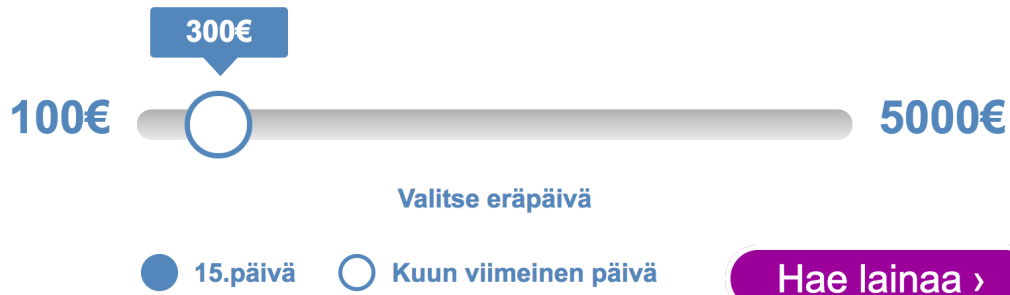 300€
100€ 5000€
Valitse eräpäivä
15.päivä Kuun viimeinen päivä Hae lainaa ›